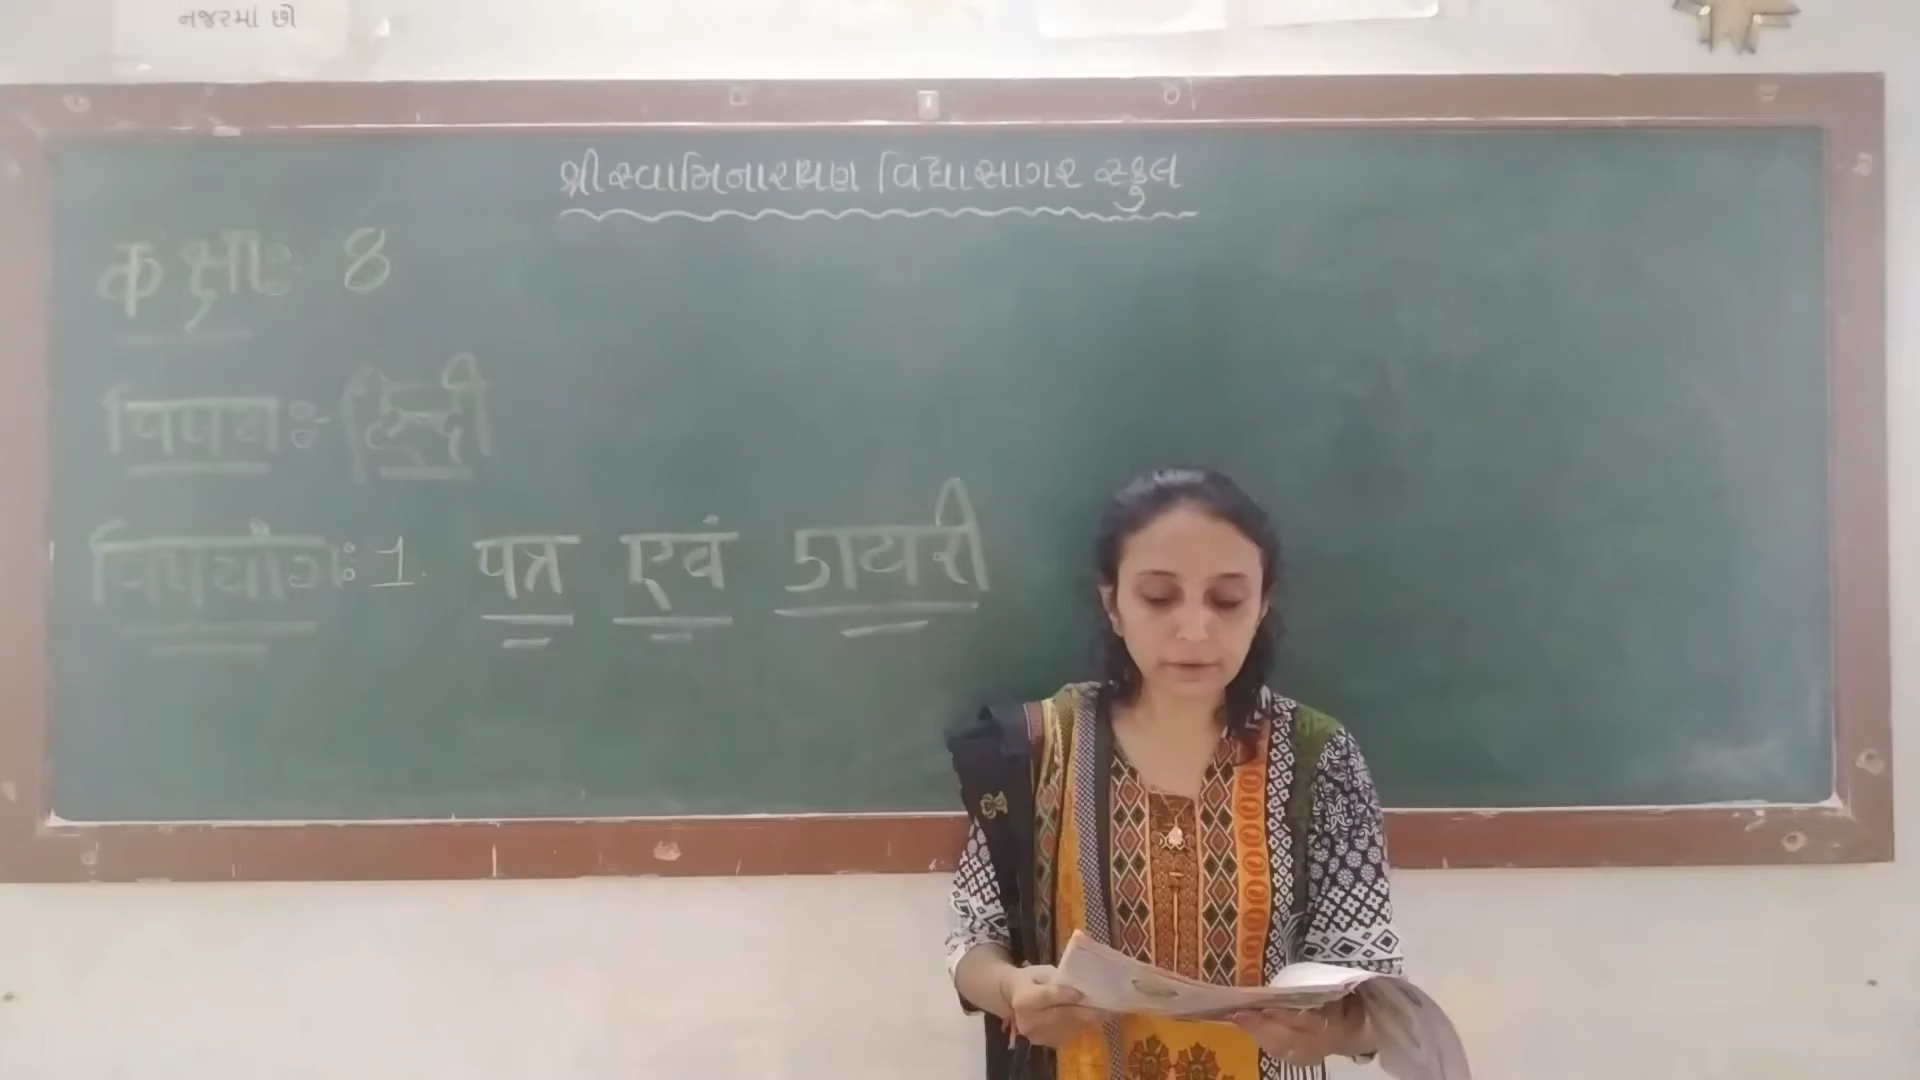 નજરમાં છો
શ્રી સ્વામિનારાયણ વિદ્યાસાગર સ્કુલ
कक्षाः 8
विषय :- हिन्दी
विषयांग : 1. पत्र एवं डायरी